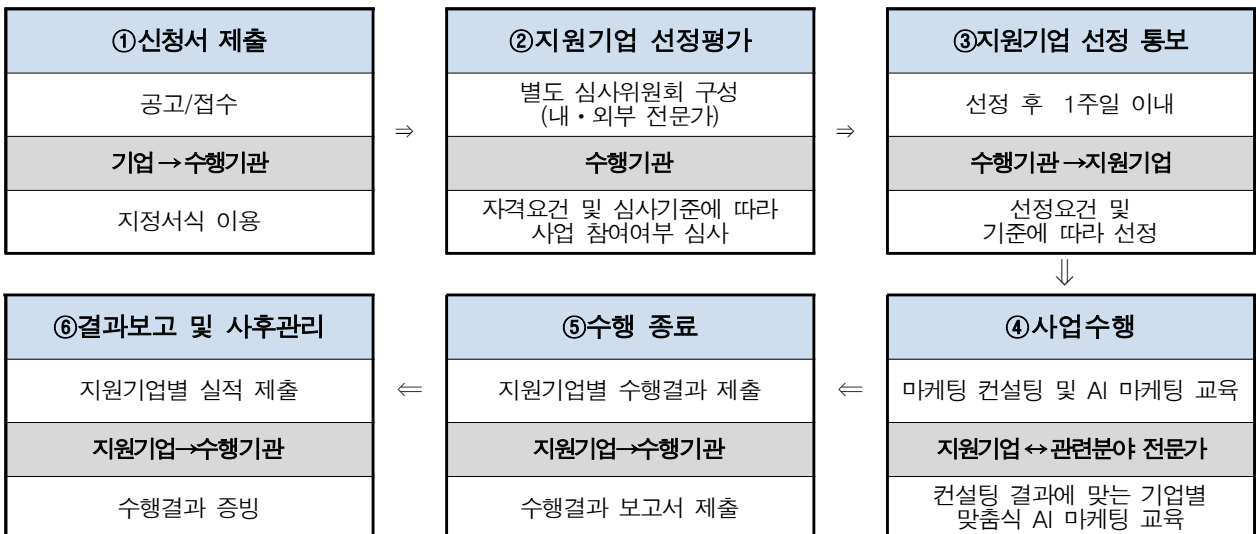 ①신청서 제출
공고/접수
기업→수행기관
지정서식 이용
⇒
②지원기업 선정평가
별도 심사위원회 구성
(내・외부 전문가)
수행기관
자격요건 및 심사기준에 따라
사업 참여여부 심사
⇒
③지원기업 선정 통보
선정 후 1주일 이내
수행기관→지원기업
선정요건 및
기준에 따라 선정
⇓
④사업수행
마케팅 컨설팅 및 AI 마케팅 교육
지원기업↔관련분야 전문가
컨설팅 결과에 맞는 기업별
맞춤식 AI 마케팅 교육
⇐
⑤수행 종료
지원기업별 수행결과 제출
지원기업→수행기관
수행결과 보고서 제출
⇐
⑥결과보고 및 사후관리
지원기업별 실적 제출
지원기업→수행기관
수행결과 증빙